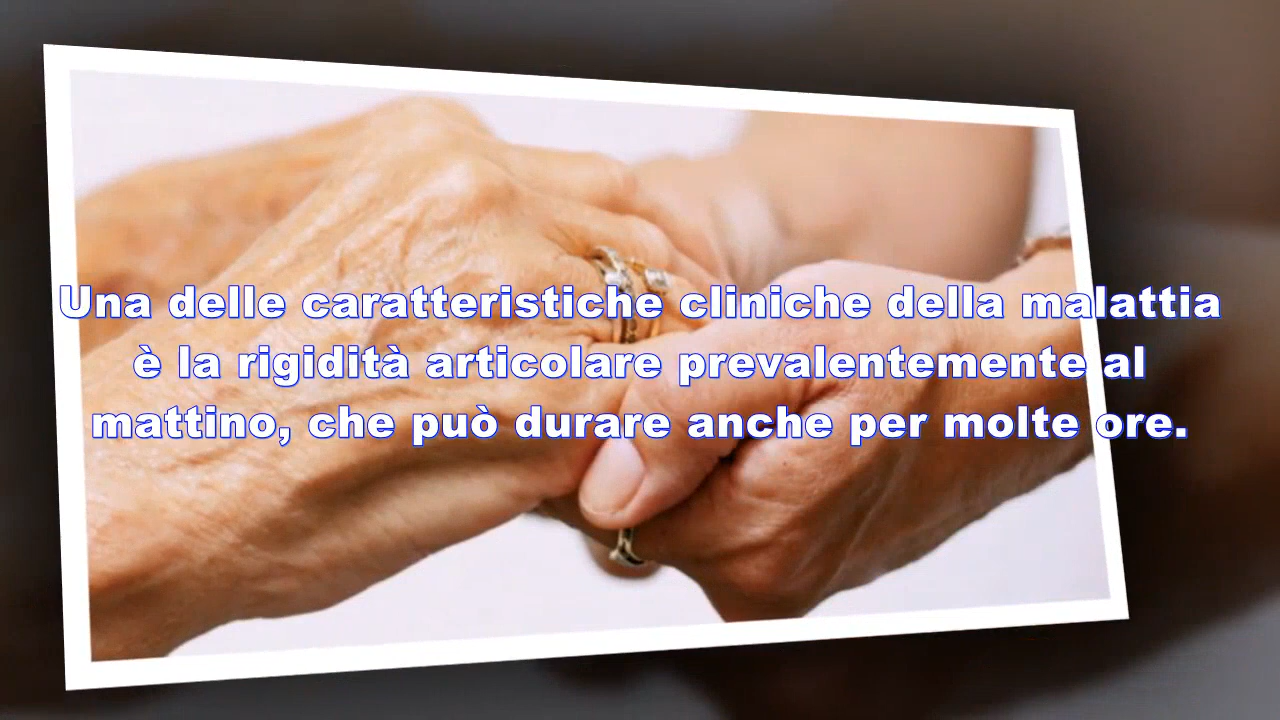 Una delle caratteristiche cliniche della malattia
è la rigidità articolare prevalentemente al
mattino, che può durare anche per molte ore.